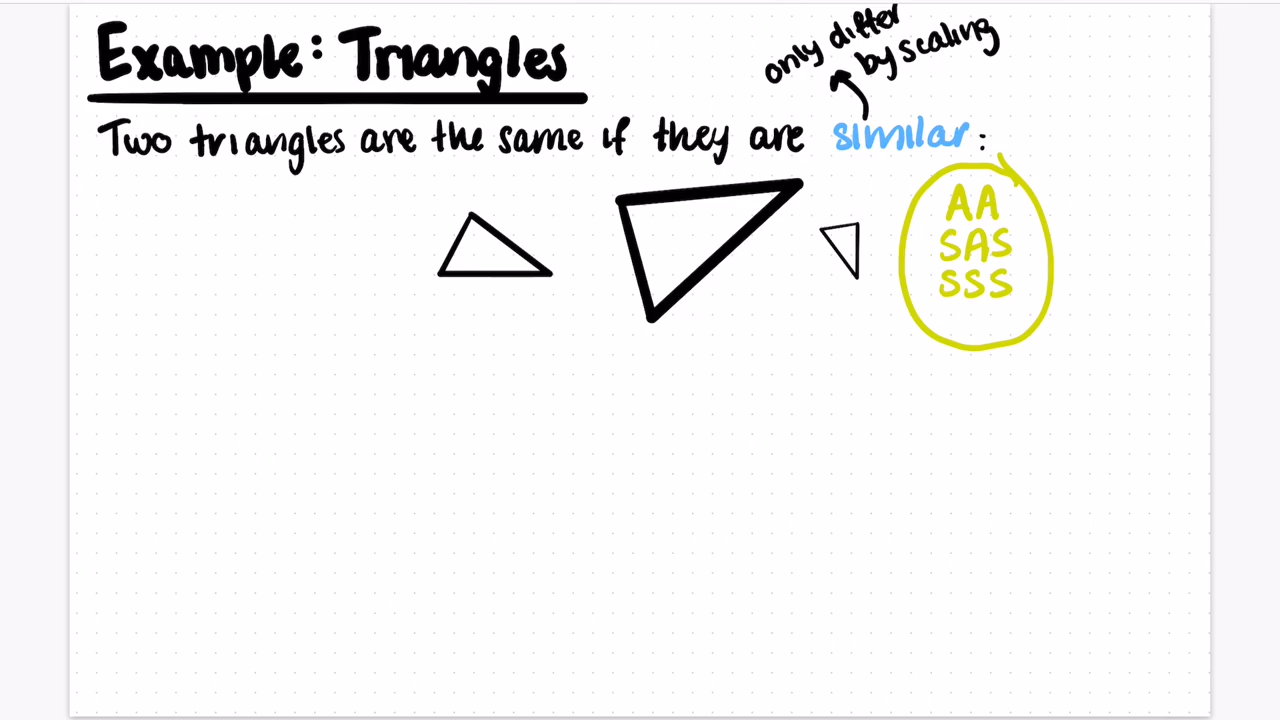 Example: Triangles
only differ
by scaling
Two triangles are the same if they are similar:
AA
SAS
SSS